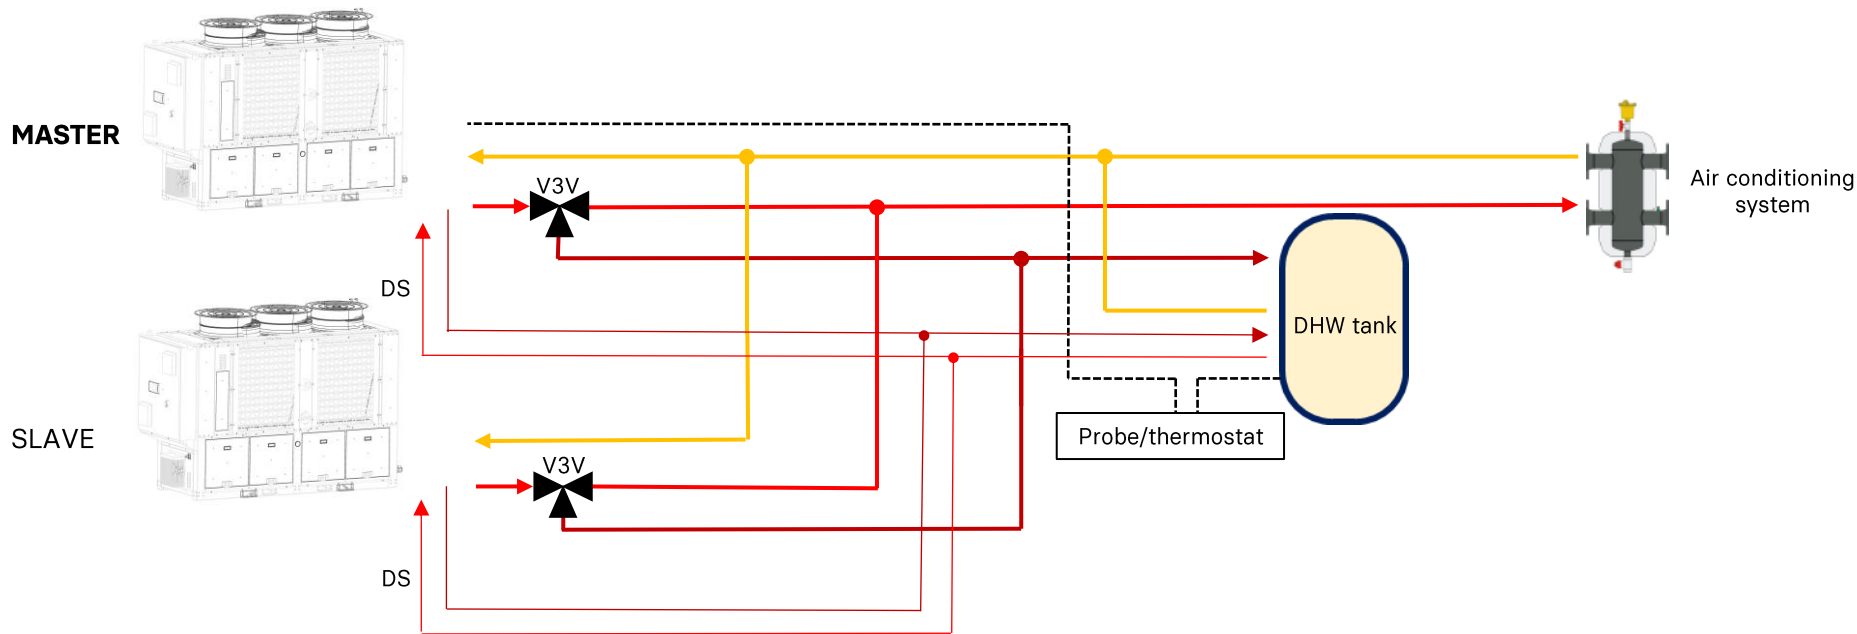 MASTER
V3V
Air conditioning
system
DS
DHW tank
SLAVE
Probe/thermostat
V3V
DS